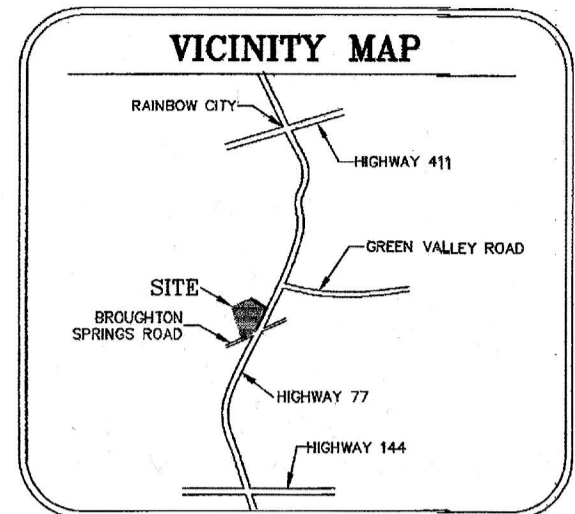 VICINITY MAP
RAINBOW CITY
HIGHWAY 411
GREEN VALLEY ROAD
SITE
BROUGHTON
SPRINGS ROAD
HIGHWAY 77
HIGHWAY 144